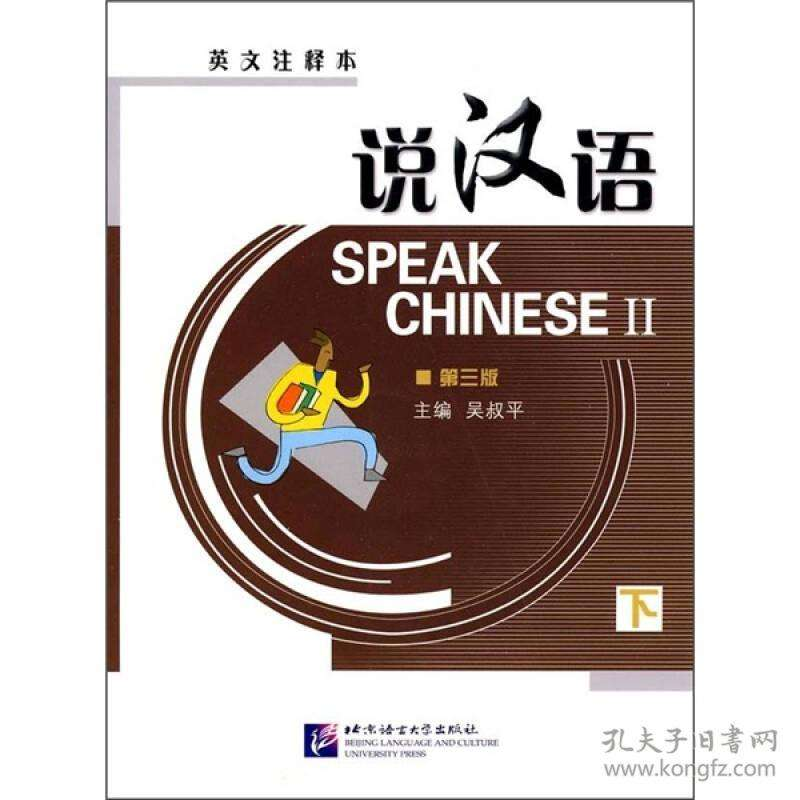 英文注释本
说汉语
SPEAK
CHINESE II
第三版
主编 吴叔平
下
北京语言大学出版社
BEIJING LANGUAGE AND CULTURE
UNIVERSITY PRESS
孔夫子旧書网
www.kongfz.com